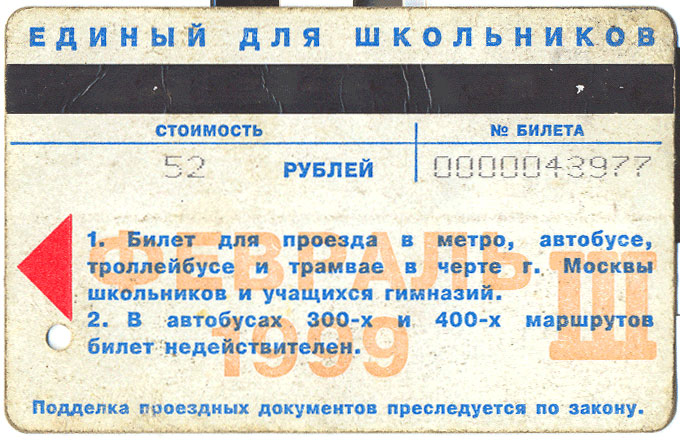 ЕДИНЫЙ ДЛЯ ШКОЛЬНИКОВ
СТОИМОСТЬ
№ БИЛЕТА
52 РУБЛЕЙ
0000043977
ФЕВРАЛЬ
1999
Ш
1. Билет для проезда в метро, автобусе,
троллейбусе и трамвае в черте г. Москвы
школьников и учащихся гимназий.
2. В автобусах 300-х и 400-х маршрутов
билет недействителен.
Подделка проездных документов преследуется по закону.